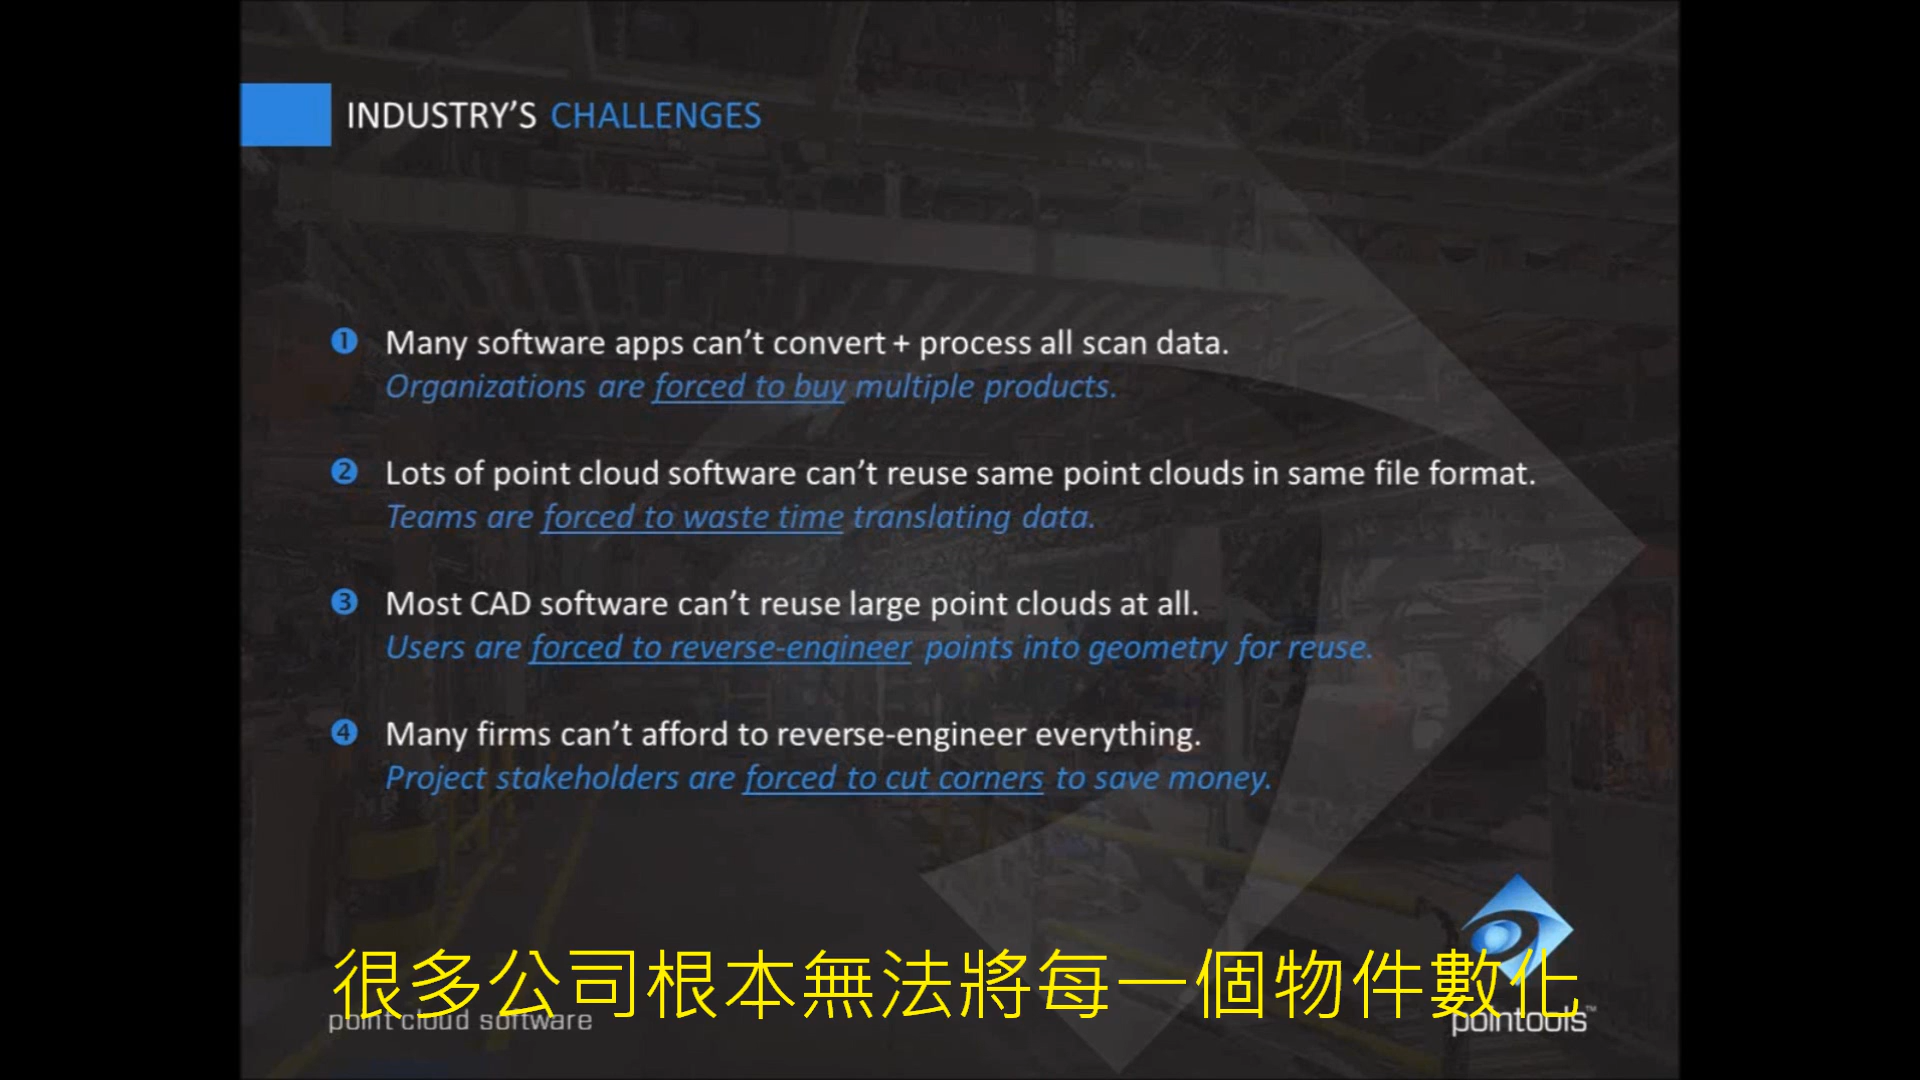 INDUSTRY’S CHALLENGES
1 Many software apps can’t convert + process all scan data.
Organizations are forced to buy multiple products.
2 Lots of point cloud software can’t reuse same point clouds in same file format.
Teams are forced to waste time translating data.
3 Most CAD software can’t reuse large point clouds at all.
Users are forced to reverse-engineer points into geometry for reuse.
4 Many firms can’t afford to reverse-engineer everything.
Project stakeholders are forced to cut corners to save money.
很多公司根本無法將每一個物件數化
point cloud software
pointools™